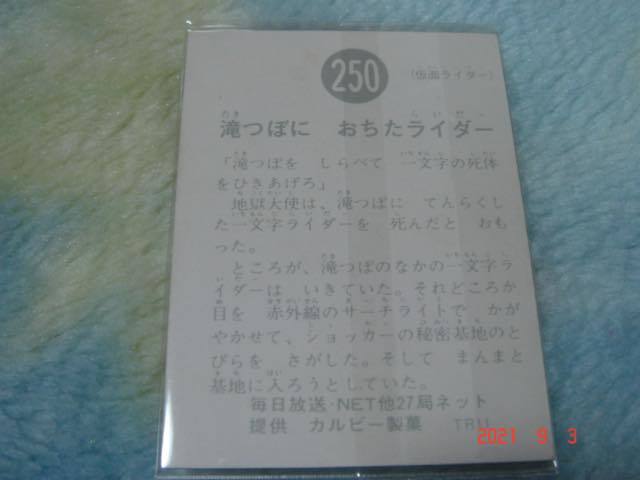 250
(仮面ライダー)
滝つぼに おちたライダー
「滝つぼを しらべて 一文字の死体
をひきあげろ」
地獄大使は、滝つぼに てんらくし
た一文字ライダーを 死んだと おも
った。
ところが、滝つぼのなかの一文字ラ
イダーは いきていた。それどころか
目を 赤外線のサーチライトで かが
やかせて、ショッカーの秘密基地のと
びらを さがした。そして まんまと
基地に入ろうとしていた。
毎日放送・NET他27局ネット
提供 カルビー製菓
2021 9 3